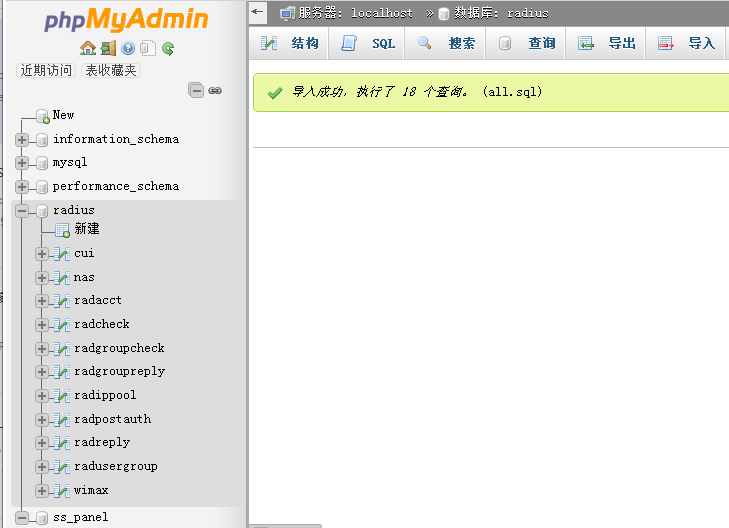 phpMyAdmin
近期访问 表收藏夹
New
information_schema
mysql
performance_schema
radius
新建
cui
nas
radacct
radcheck
radgroupcheck
radgroupreply
radippool
radpostauth
radreply
radusergroup
wimax
ss_panel
服务器: localhost » 数据库: radius
结构 SQL 搜索 查询 导出 导入
导入成功，执行了 18 个查询。 (all.sql)